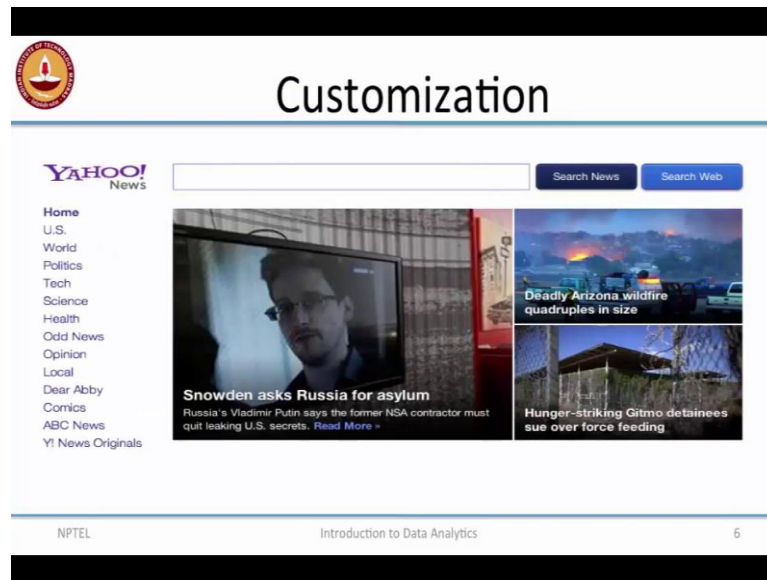 Customization
YAHOO!
News
Search News
Search Web
Home
U.S.
World
Politics
Tech
Science
Health
Odd News
Opinion
Local
Dear Abby
Comics
ABC News
Y! News Originals
Snowden asks Russia for asylum
Russia's Vladimir Putin says the former NSA contractor must
quit leaking U.S. secrets. Read More »
Deadly Arizona wildfire
quadruples in size
Hunger-striking Gitmo detainees
sue over force feeding
NPTEL
Introduction to Data Analytics
6